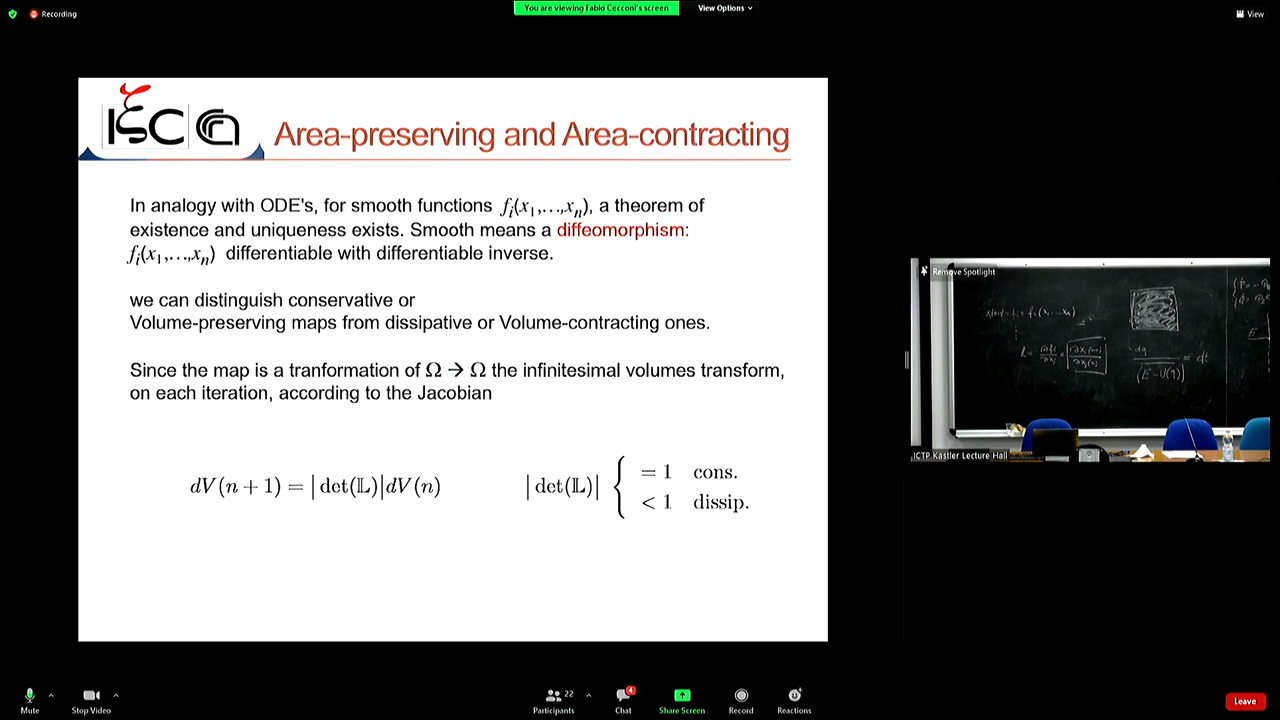 Recording
You are viewing Fabio Cecconi's screen
View Options
View
Area-preserving and Area-contracting
In analogy with ODE's, for smooth functions fᵢ(x₁,…,xₙ), a theorem of
existence and uniqueness exists. Smooth means a diffeomorphism:
fᵢ(x₁,…,xₙ) differentiable with differentiable inverse.
we can distinguish conservative or
Volume-preserving maps from dissipative or Volume-contracting ones.
Since the map is a tranformation of Ω → Ω the infinitesimal volumes transform,
on each iteration, according to the Jacobian
dV(n + 1) = |det(𝕃)|dV(n)
|det(𝕃)| { = 1 cons.
< 1 dissip.
Remove Spotlight
ICTP Kastler Lecture Hall
Mute
Stop Video
22
Participants
4
Chat
Share Screen
Record
Reactions
Leave